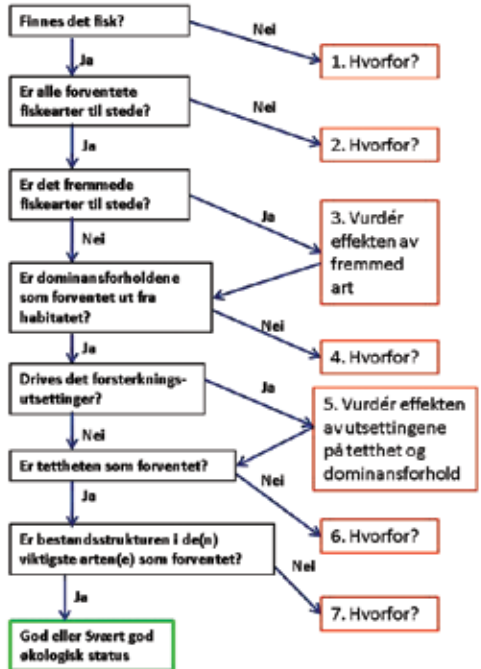 Finnes det fisk?
Nei
1. Hvorfor?
Ja
Er alle forventete
fiskearter til stede?
Nei
2. Hvorfor?
Ja
Er det fremmede
fiskearter til stede?
Ja
3. Vurdér
effekten av
fremmed
art
Nei
Er dominansforholdene
som forventet ut fra
habitatet?
Nei
4. Hvorfor?
Ja
Drives det forsterknings-
utsettinger?
Ja
5. Vurdér effekten
av utsettingene
på tetthet og
dominansforhold
Nei
Er tettheten som forventet?
Nei
6. Hvorfor?
Ja
Er bestandsstrukturen i de(n)
viktigste arten(e) som forventet?
Nei
7. Hvorfor?
Ja
God eller Svært god
økologisk status